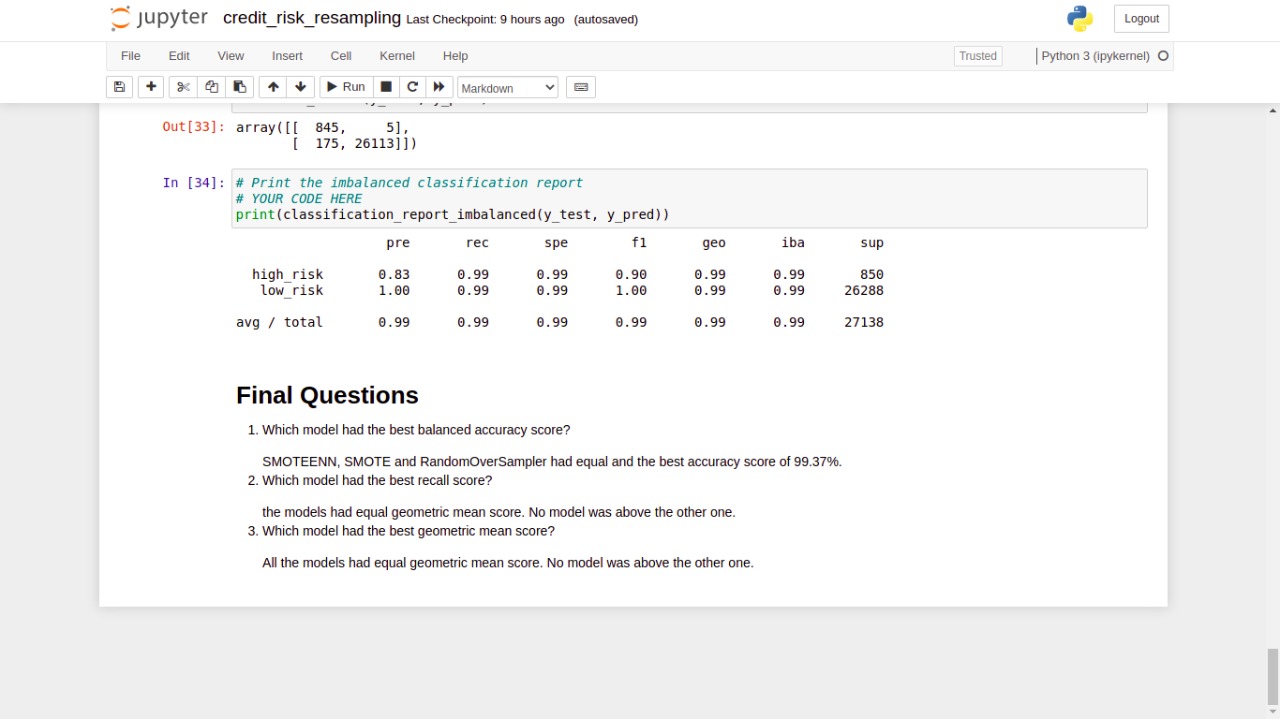 jupyter credit_risk_resampling Last Checkpoint: 9 hours ago (autosaved) Logout
File Edit View Insert Cell Kernel Help Trusted Python 3 (ipykernel)
Run Markdown
Out[33]: array([[  845,     5],
[  175, 26113]])
In [34]: # Print the imbalanced classification report
# YOUR CODE HERE
print(classification_report_imbalanced(y_test, y_pred))
pre rec spe f1 geo iba sup
high_risk 0.83 0.99 0.99 0.90 0.99 0.99 850
low_risk 1.00 0.99 0.99 1.00 0.99 0.99 26288
avg / total 0.99 0.99 0.99 0.99 0.99 0.99 27138
Final Questions
1. Which model had the best balanced accuracy score?
SMOTEENN, SMOTE and RandomOverSampler had equal and the best accuracy score of 99.37%.
2. Which model had the best recall score?
the models had equal geometric mean score. No model was above the other one.
3. Which model had the best geometric mean score?
All the models had equal geometric mean score. No model was above the other one.